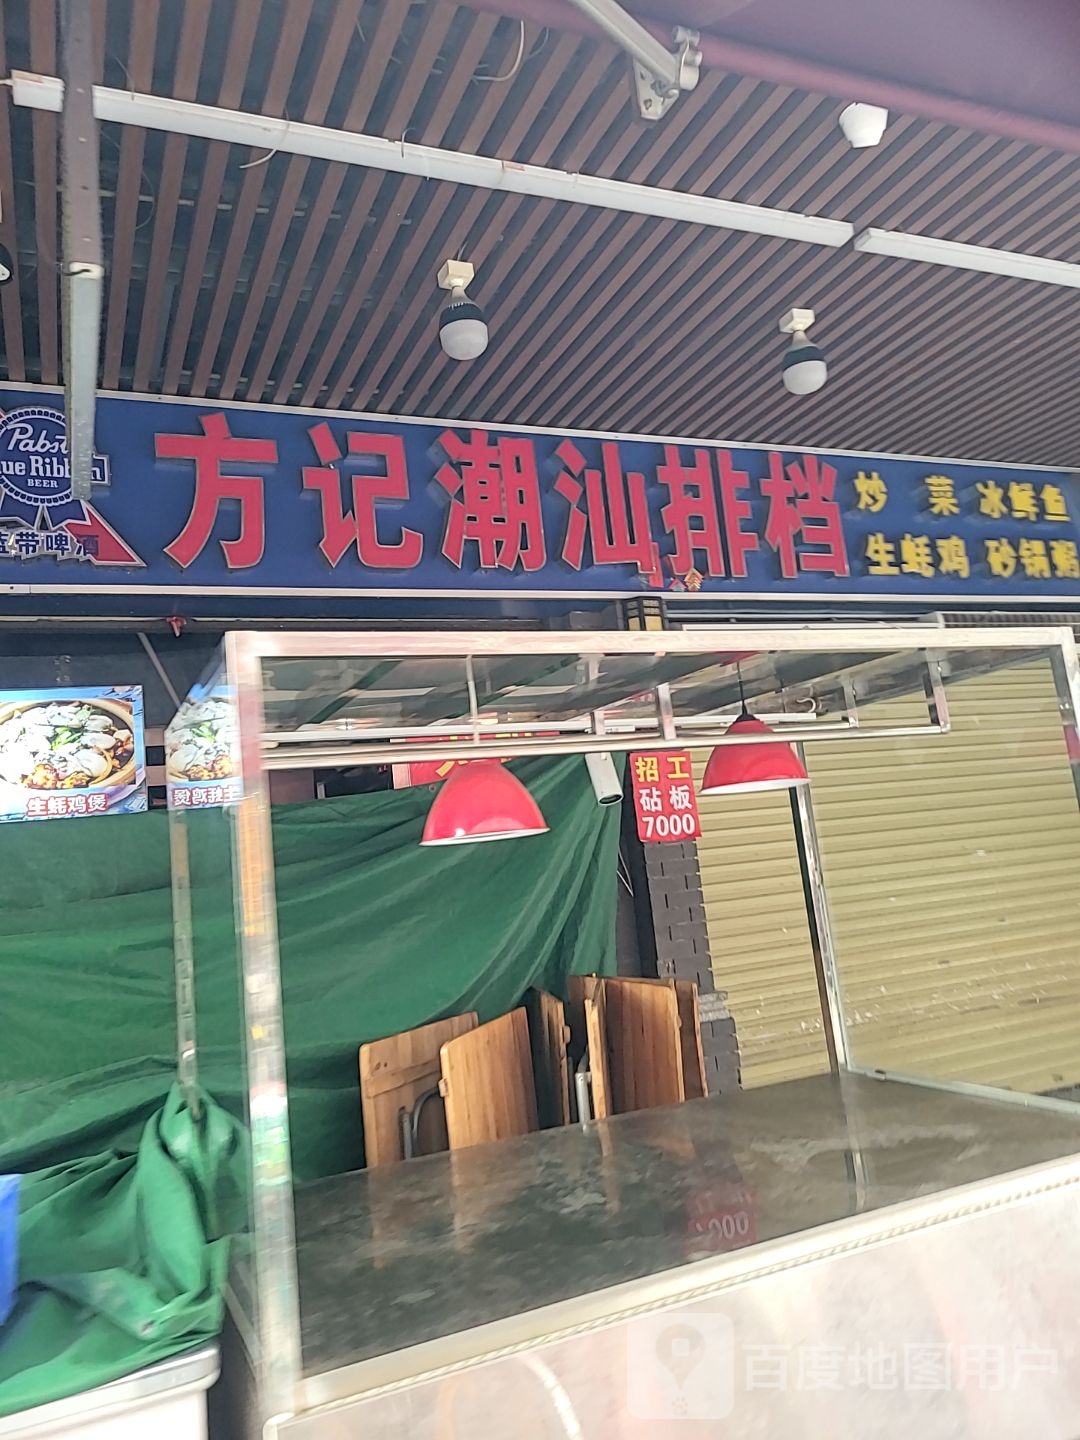 Pabst
Blue Ribbon
BEER
蓝带啤酒
方记潮汕排档
炒 菜 冰鲜鱼
生蚝鸡 砂锅粥
生蚝鸡煲
招工
砧板
7000
百度地图用户